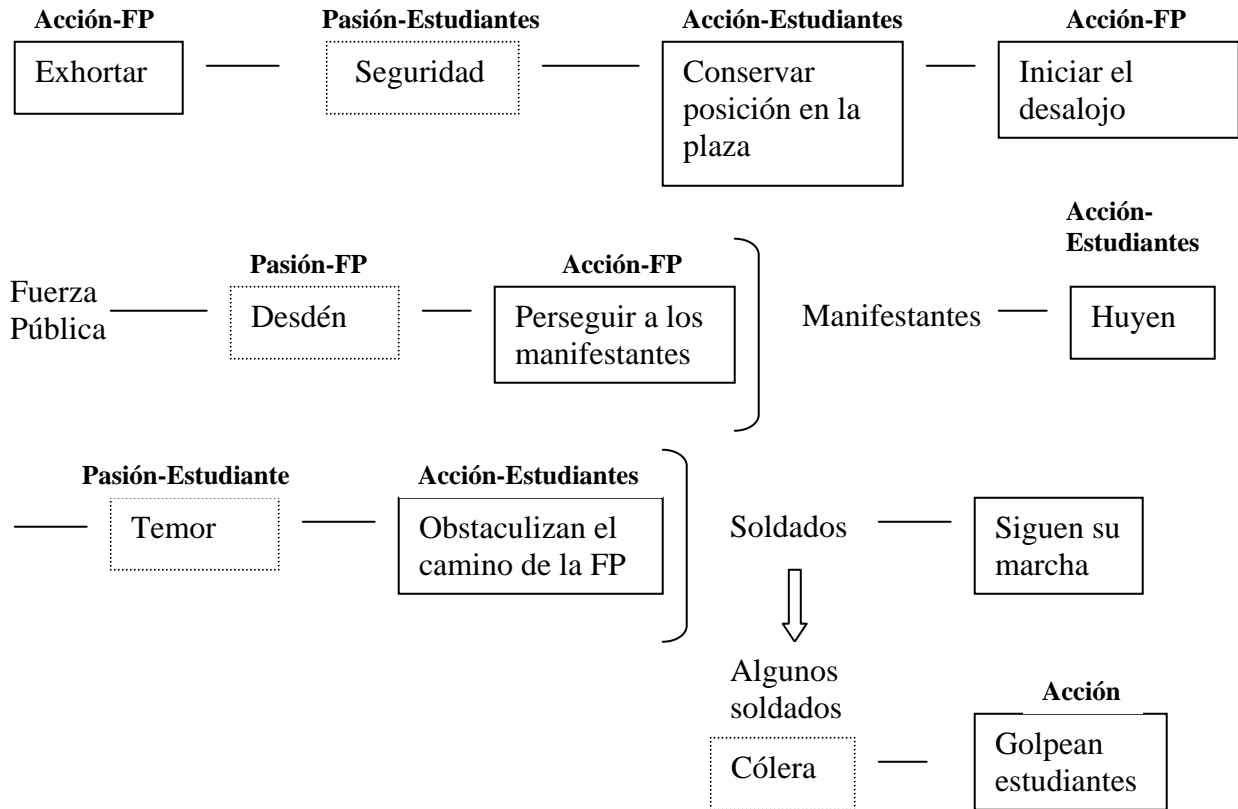 Acción-FP
Pasión-Estudiantes
Acción-Estudiantes
Acción-FP
Exhortar
Seguridad
Conservar
posición en la
plaza
Iniciar el
desalojo
Fuerza
Pública
Pasión-FP
Desdén
Acción-FP
Perseguir a los
manifestantes
Manifestantes
Acción-
Estudiantes
Huyen
Pasión-Estudiante
Temor
Acción-Estudiantes
Obstaculizan el
camino de la FP
Soldados
Siguen su
marcha
Algunos
soldados
Cólera
Acción
Golpean
estudiantes